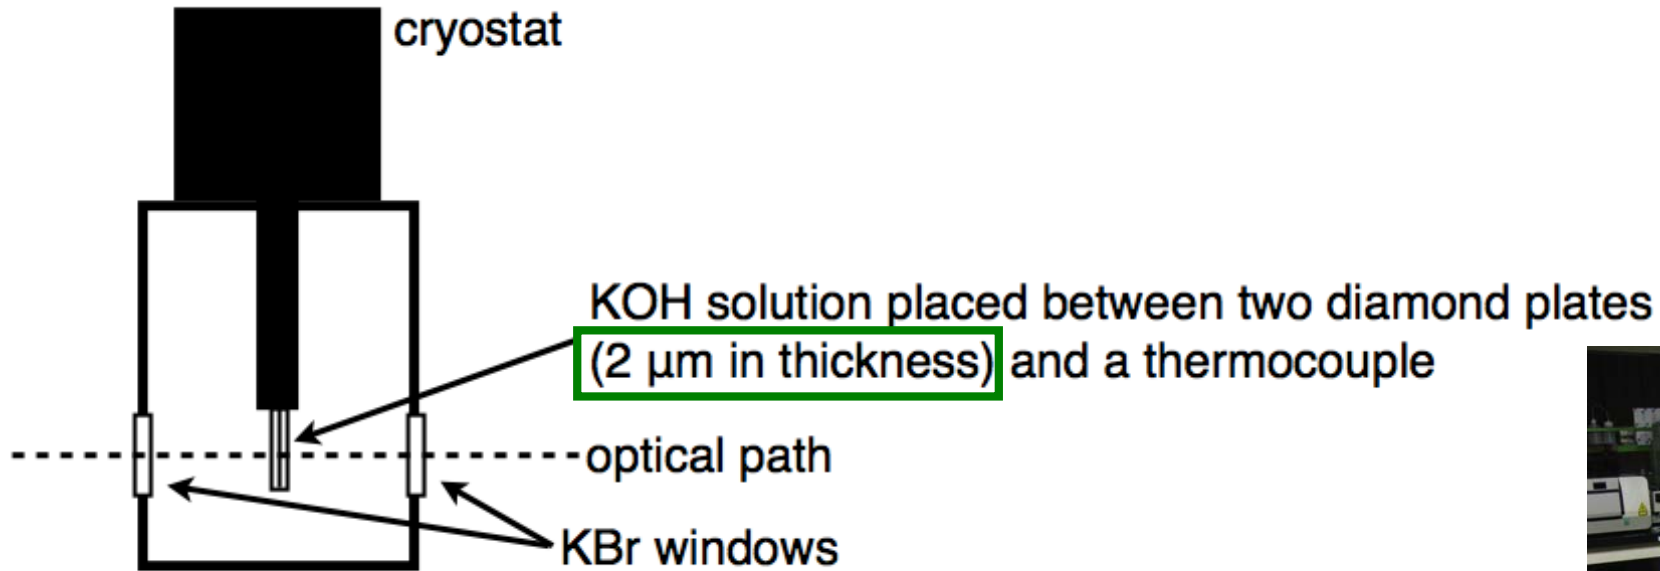 cryostat
KOH solution placed between two diamond plates
(2 µm in thickness) and a thermocouple
optical path
KBr windows